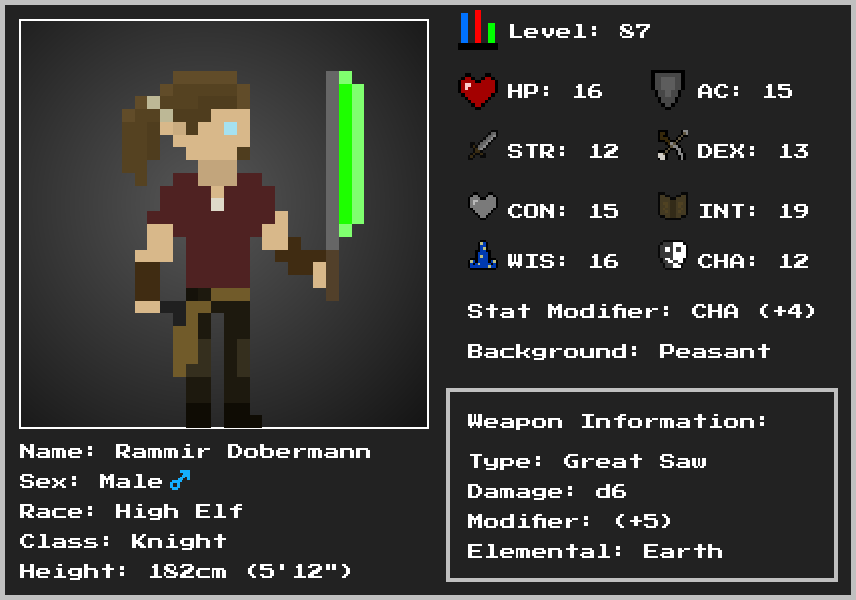 Level: 87
HP: 16 AC: 15
STR: 12 DEX: 13
CON: 15 INT: 19
WIS: 16 CHA: 12
Stat Modifier: CHA (+4)
Background: Peasant
Weapon Information:
Type: Great Saw
Damage: d6
Modifier: (+5)
Elemental: Earth
Name: Rammir Dobermann
Sex: Male ♂
Race: High Elf
Class: Knight
Height: 182cm (5'12")